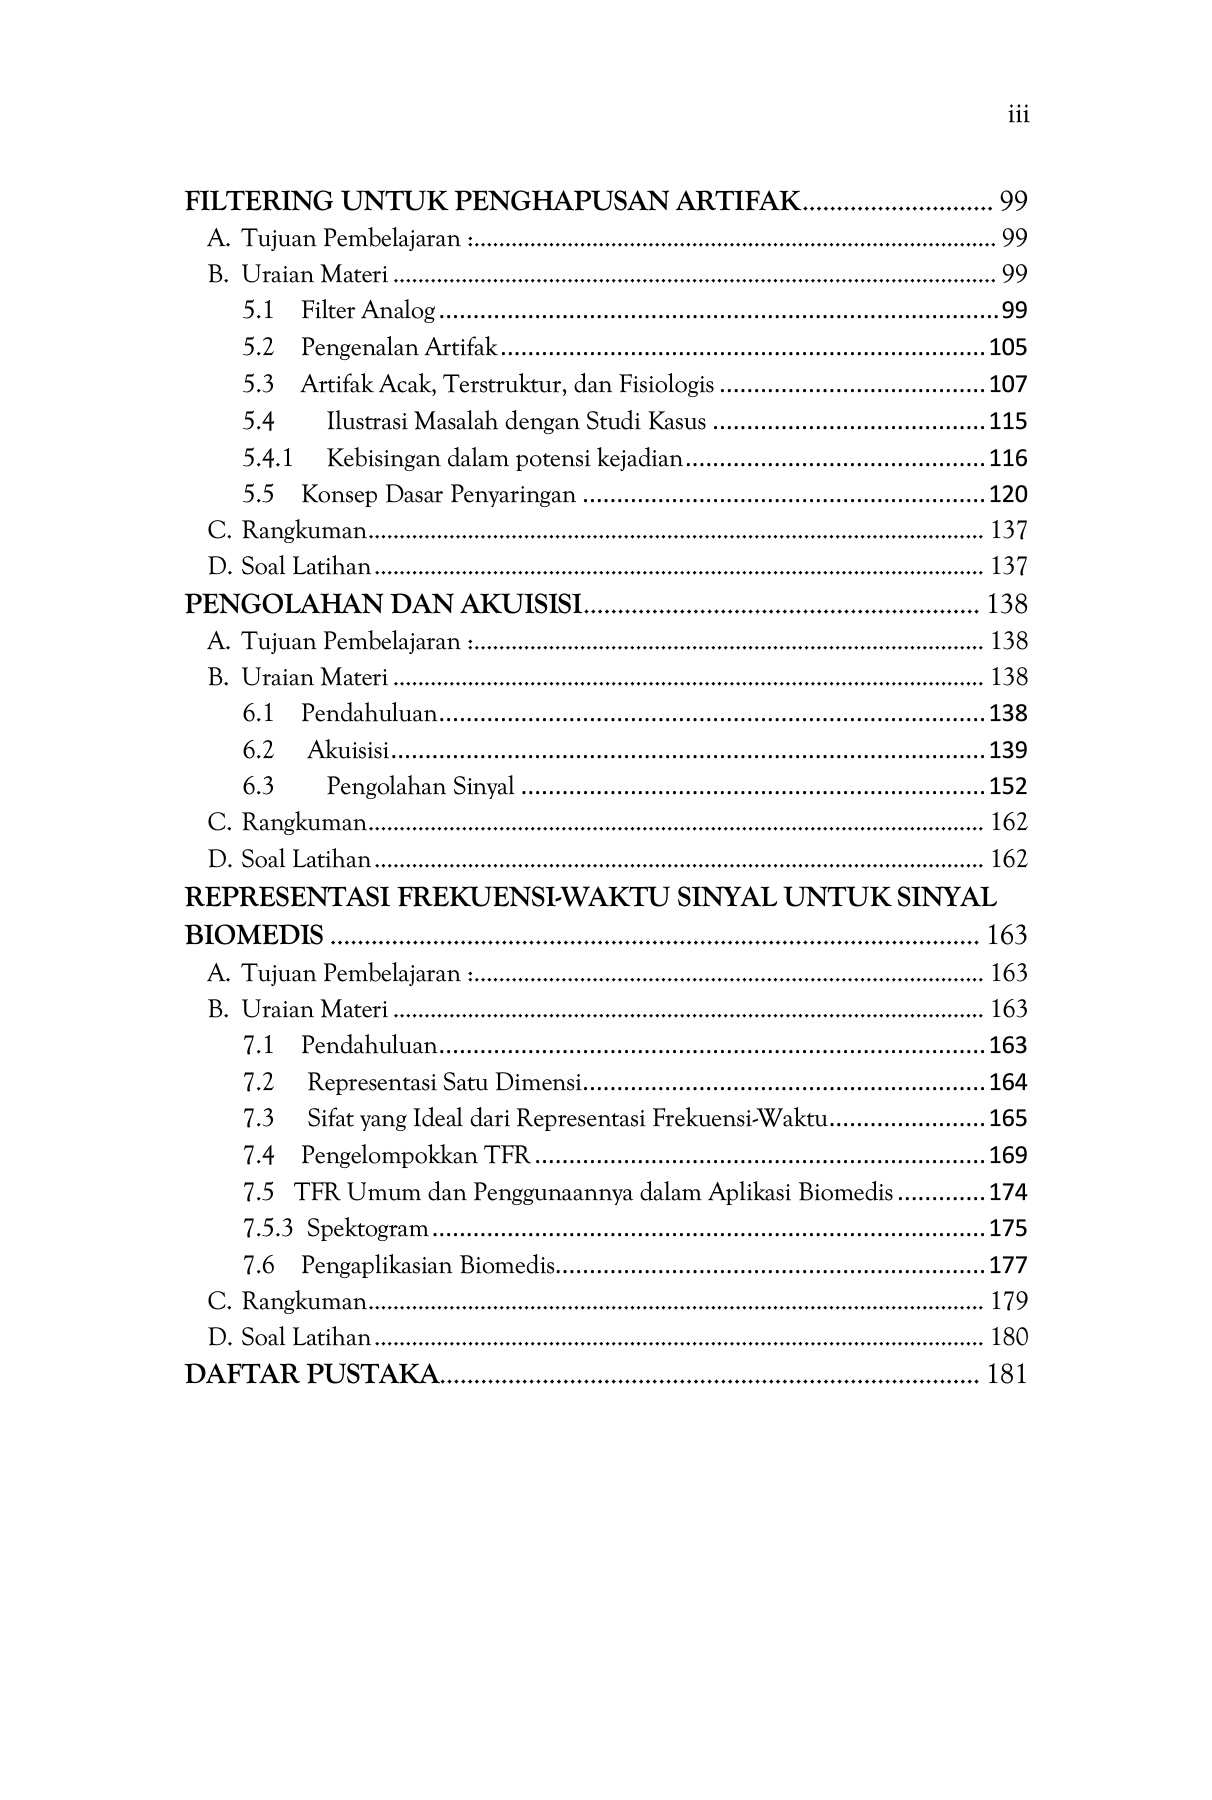 iii
FILTERING UNTUK PENGHAPUSAN ARTIFAK............................ 99
A. Tujuan Pembelajaran :.................................................................................... 99
B. Uraian Materi ................................................................................................. 99
5.1 Filter Analog...................................................................................99
5.2 Pengenalan Artifak........................................................................105
5.3 Artifak Acak, Terstruktur, dan Fisiologis .......................................107
5.4 Ilustrasi Masalah dengan Studi Kasus ........................................115
5.4.1 Kebisingan dalam potensi kejadian............................................116
5.5 Konsep Dasar Penyaringan ...........................................................120
C. Rangkuman................................................................................................... 137
D. Soal Latihan .................................................................................................. 137
PENGOLAHAN DAN AKUISISI.......................................................... 138
A. Tujuan Pembelajaran :.................................................................................. 138
B. Uraian Materi ............................................................................................... 138
6.1 Pendahuluan.................................................................................138
6.2 Akuisisi........................................................................................139
6.3 Pengolahan Sinyal ....................................................................152
C. Rangkuman................................................................................................... 162
D. Soal Latihan .................................................................................................. 162
REPRESENTASI FREKUENSI-WAKTU SINYAL UNTUK SINYAL
BIOMEDIS ............................................................................................... 163
A. Tujuan Pembelajaran :.................................................................................. 163
B. Uraian Materi ............................................................................................... 163
7.1 Pendahuluan.................................................................................163
7.2 Representasi Satu Dimensi............................................................164
7.3 Sifat yang Ideal dari Representasi Frekuensi-Waktu.......................165
7.4 Pengelompokkan TFR ..................................................................169
7.5 TFR Umum dan Penggunaannya dalam Aplikasi Biomedis .............174
7.5.3 Spektogram..................................................................................175
7.6 Pengaplikasian Biomedis................................................................177
C. Rangkuman................................................................................................... 179
D. Soal Latihan .................................................................................................. 180
DAFTAR PUSTAKA............................................................................... 181